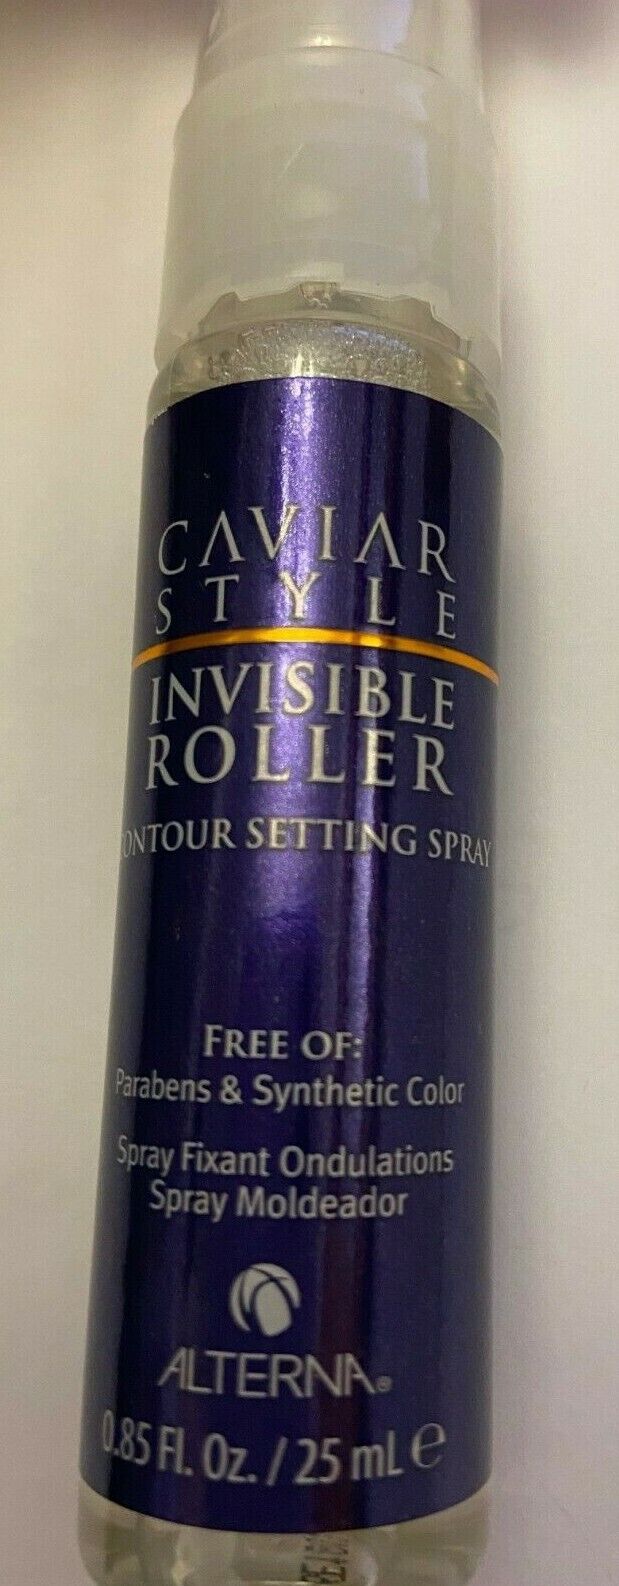 CAVIAR
STYLE
INVISIBLE
ROLLER
CONTOUR SETTING SPRAY
FREE OF:
Parabens & Synthetic Color
Spray Fixant Ondulations
Spray Moldeador
ALTERNA®
0.85 Fl. Oz. / 25 mL ℮